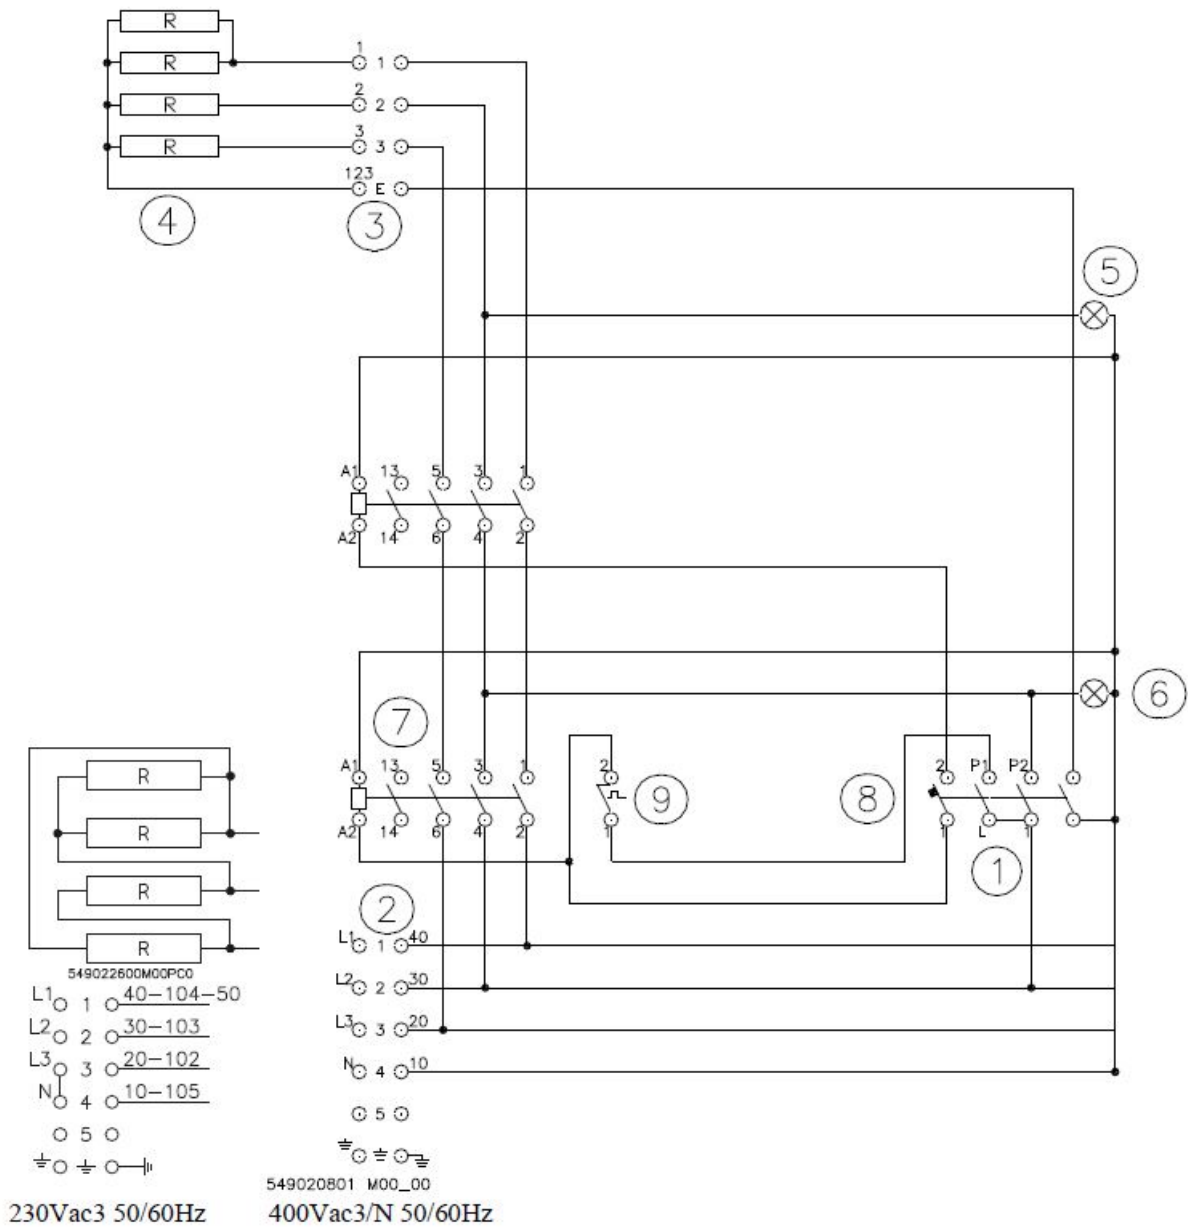 R
R 1 1
R 2 2
R 3 3
123 E
4 3
5
A1 13 5 3 1
A2 14 6 4 2
7 6
A1 13 5 3 1 2 2 P1 P2
9 8
A2 14 6 4 2 1 1 L 1
1
2
L1 1 40
L2 2 30
L3 3 20
N 4 10
5
549020801 M00_00
400Vac3/N 50/60Hz
R
R
R
R
549022600M00PC0
L1 1 40-104-50
L2 2 30-103
L3 3 20-102
N 4 10-105
5
230Vac3 50/60Hz